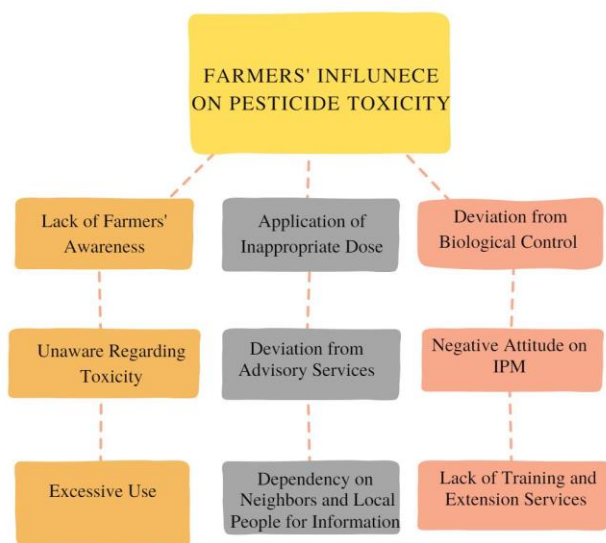 FARMERS' INFLUNECE
ON PESTICIDE TOXICITY
Lack of Farmers'
Awareness
Application of
Inappropriate Dose
Deviation from
Biological Control
Unaware Regarding
Toxicity
Deviation from
Advisory Services
Negative Attitude on
IPM
Excessive Use
Dependency on
Neighbors and Local
People for Information
Lack of Training and
Extension Services